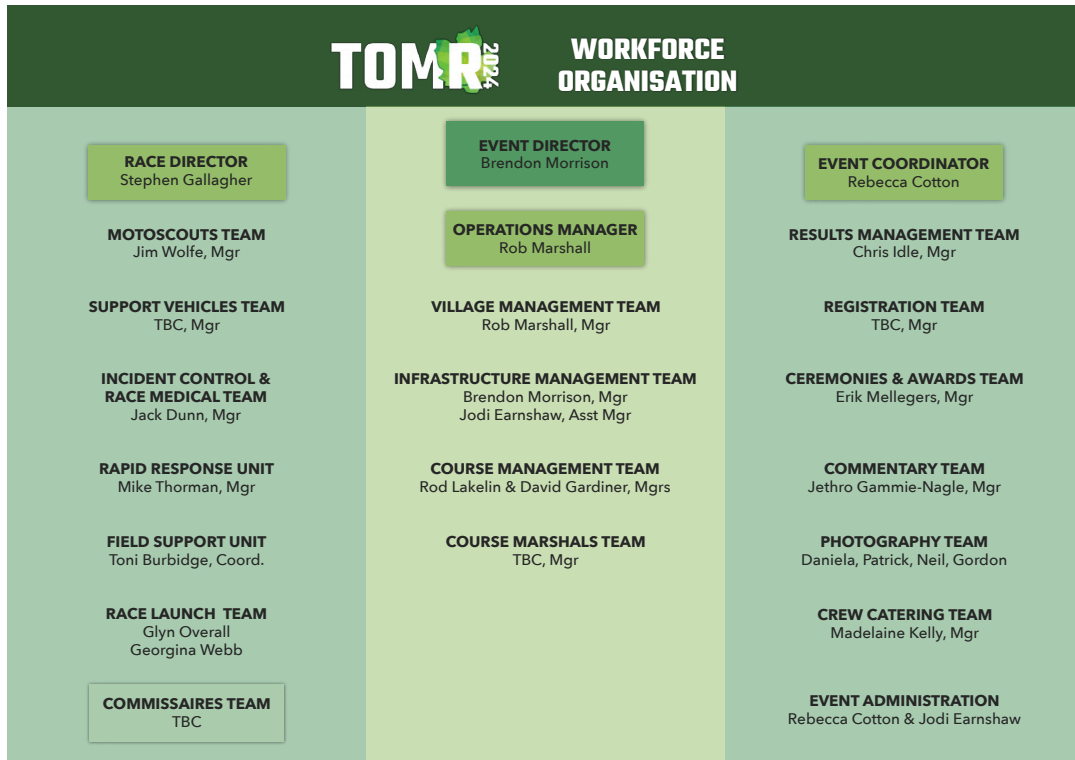 TOMR 2024
WORKFORCE
ORGANISATION
RACE DIRECTOR
Stephen Gallagher
MOTOSCOUTS TEAM
Jim Wolfe, Mgr
SUPPORT VEHICLES TEAM
TBC, Mgr
INCIDENT CONTROL &
RACE MEDICAL TEAM
Jack Dunn, Mgr
RAPID RESPONSE UNIT
Mike Thorman, Mgr
FIELD SUPPORT UNIT
Toni Burbidge, Coord.
RACE LAUNCH TEAM
Glyn Overall
Georgina Webb
COMMISSAIRES TEAM
TBC
EVENT DIRECTOR
Brendon Morrison
OPERATIONS MANAGER
Rob Marshall
VILLAGE MANAGEMENT TEAM
Rob Marshall, Mgr
INFRASTRUCTURE MANAGEMENT TEAM
Brendon Morrison, Mgr
Jodi Earnshaw, Asst Mgr
COURSE MANAGEMENT TEAM
Rod Lakelin & David Gardiner, Mgrs
COURSE MARSHALS TEAM
TBC, Mgr
EVENT COORDINATOR
Rebecca Cotton
RESULTS MANAGEMENT TEAM
Chris Idle, Mgr
REGISTRATION TEAM
TBC, Mgr
CEREMONIES & AWARDS TEAM
Erik Mellegers, Mgr
COMMENTARY TEAM
Jethro Gammie-Nagle, Mgr
PHOTOGRAPHY TEAM
Daniela, Patrick, Neil, Gordon
CREW CATERING TEAM
Madelaine Kelly, Mgr
EVENT ADMINISTRATION
Rebecca Cotton & Jodi Earnshaw